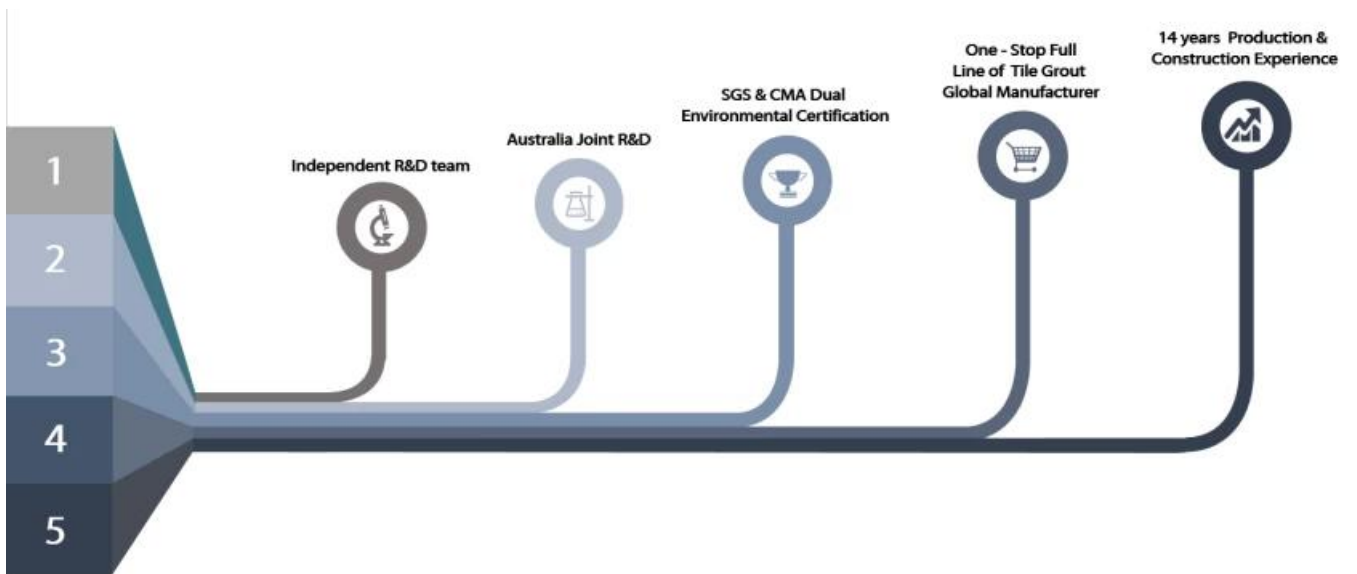 1
2
3
4
5
Independent R&D team
Australia Joint R&D
SGS & CMA Dual
Environmental Certification
One - Stop Full
Line of Tile Grout
Global Manufacturer
14 years Production &
Construction Experience